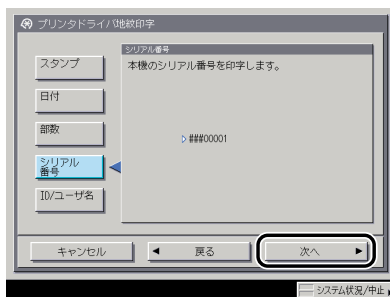 プリンタドライバ地紋印字
シリアル番号
スタンプ
本機のシリアル番号を印字します。
日付
部数
###00001
シリアル
番号
ID/ユーザ名
キャンセル
戻る
次へ
システム状況/中止